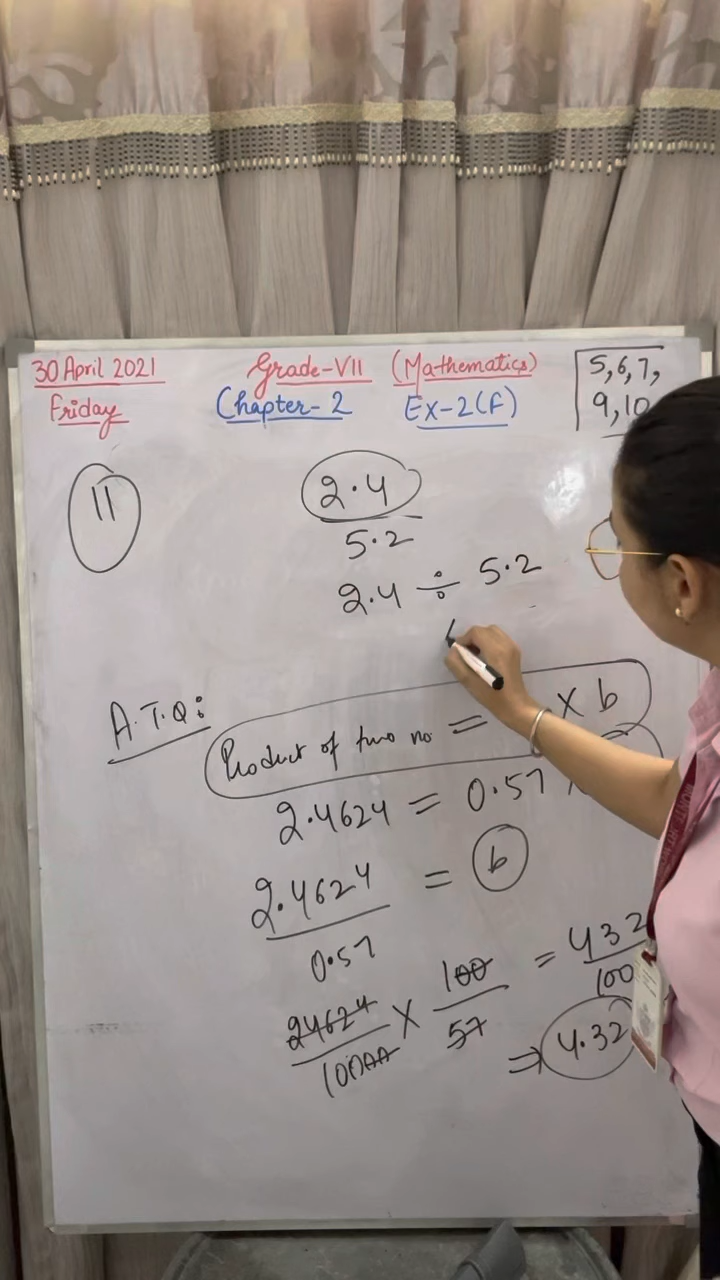 30 April 2021
Friday
Grade-VII (Mathematics)
Chapter-2 Ex-2(F)
5,6,7,
9,10
11
2.4
5.2
2.4 ÷ 5.2
A.T.Q:
Product of two no = × b
2.4624 = 0.57
2.4624 = b
0.57
24624 × 100 = 432
10000 57 100
⇒ 4.32